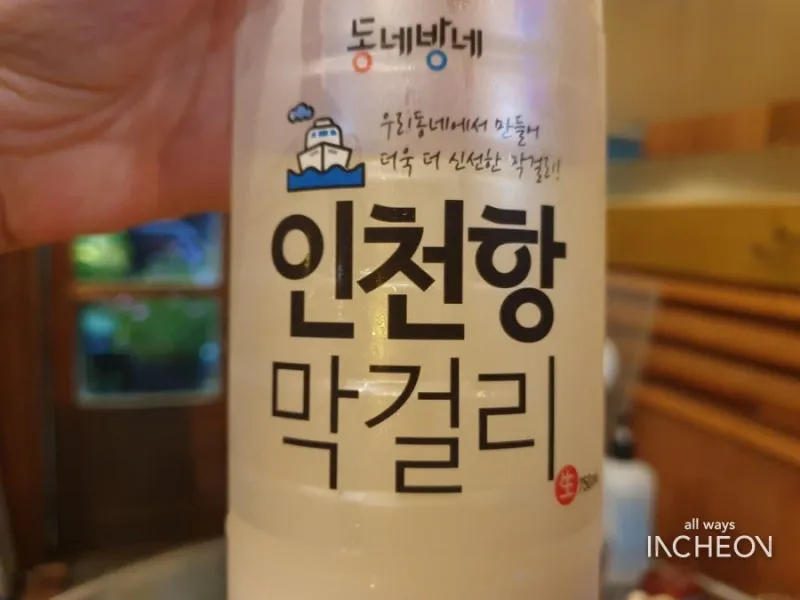 동네방네
우리동네에서 만들어
더욱 더 신선한 막걸리!
인천항
막걸리
生 750ml
all ways
INCHEON